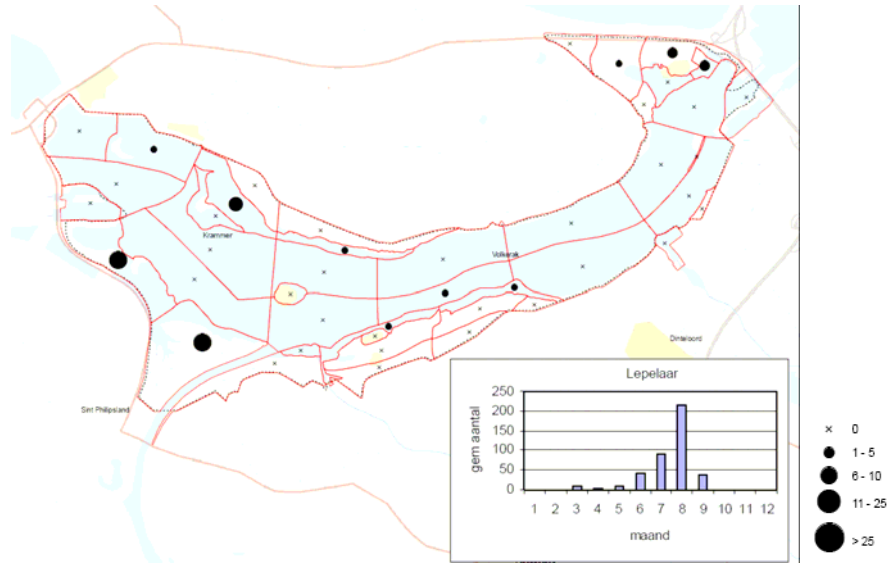 Krammer
Volkerak
Dinteloord
Sint Philipsland
Lepelaar
gem aantal
250
200
150
100
50
0
1 2 3 4 5 6 7 8 9 10 11 12
maand
× 0
1 - 5
6 - 10
11 - 25
> 25